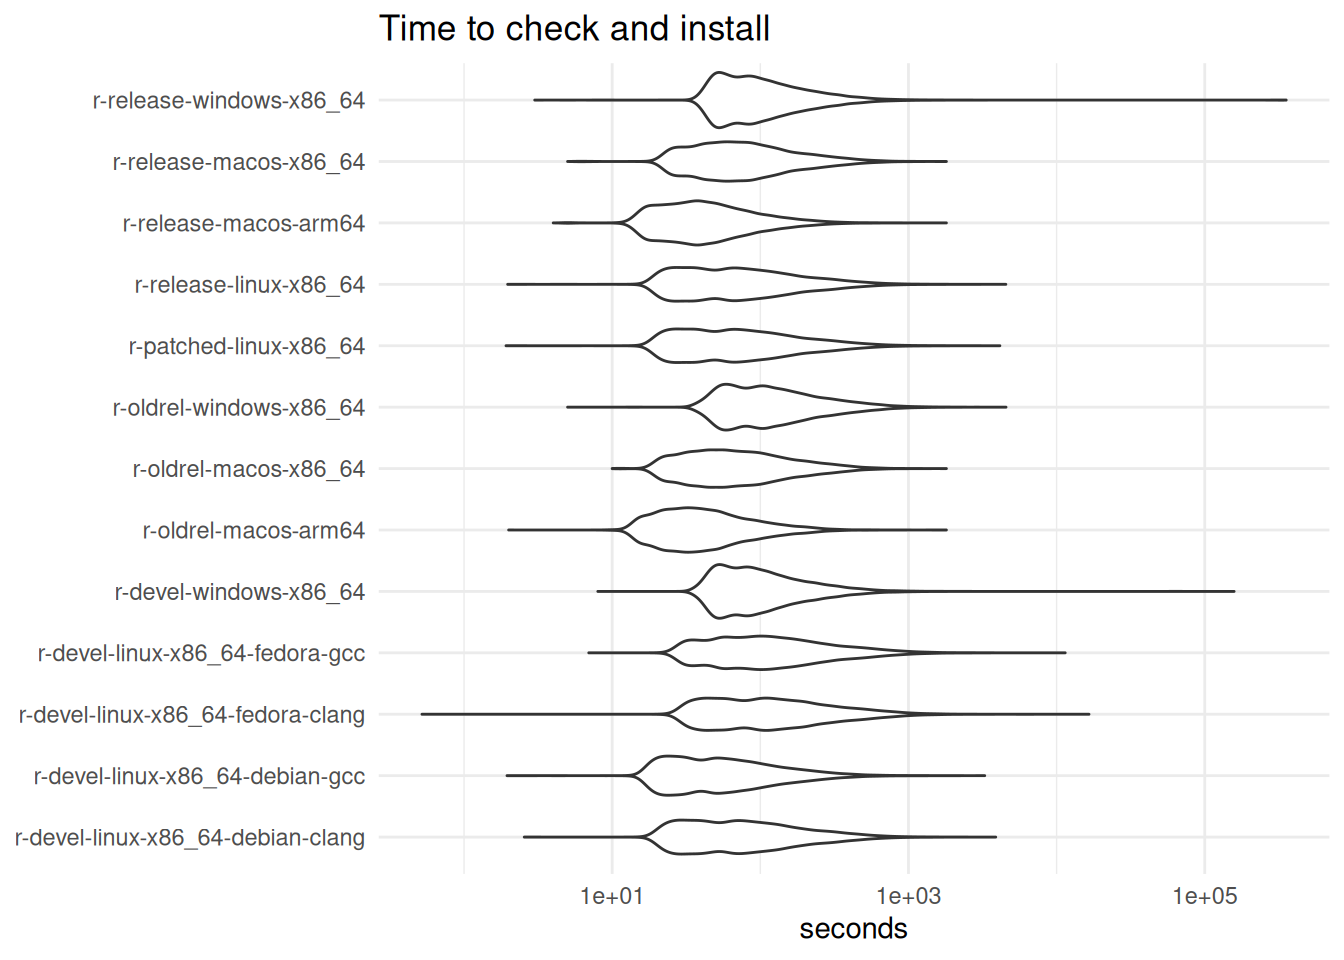 Time to check and install
r-release-windows-x86_64
r-release-macos-x86_64
r-release-macos-arm64
r-release-linux-x86_64
r-patched-linux-x86_64
r-oldrel-windows-x86_64
r-oldrel-macos-x86_64
r-oldrel-macos-arm64
r-devel-windows-x86_64
r-devel-linux-x86_64-fedora-gcc
r-devel-linux-x86_64-fedora-clang
r-devel-linux-x86_64-debian-gcc
r-devel-linux-x86_64-debian-clang
1e+01 1e+03 1e+05
seconds